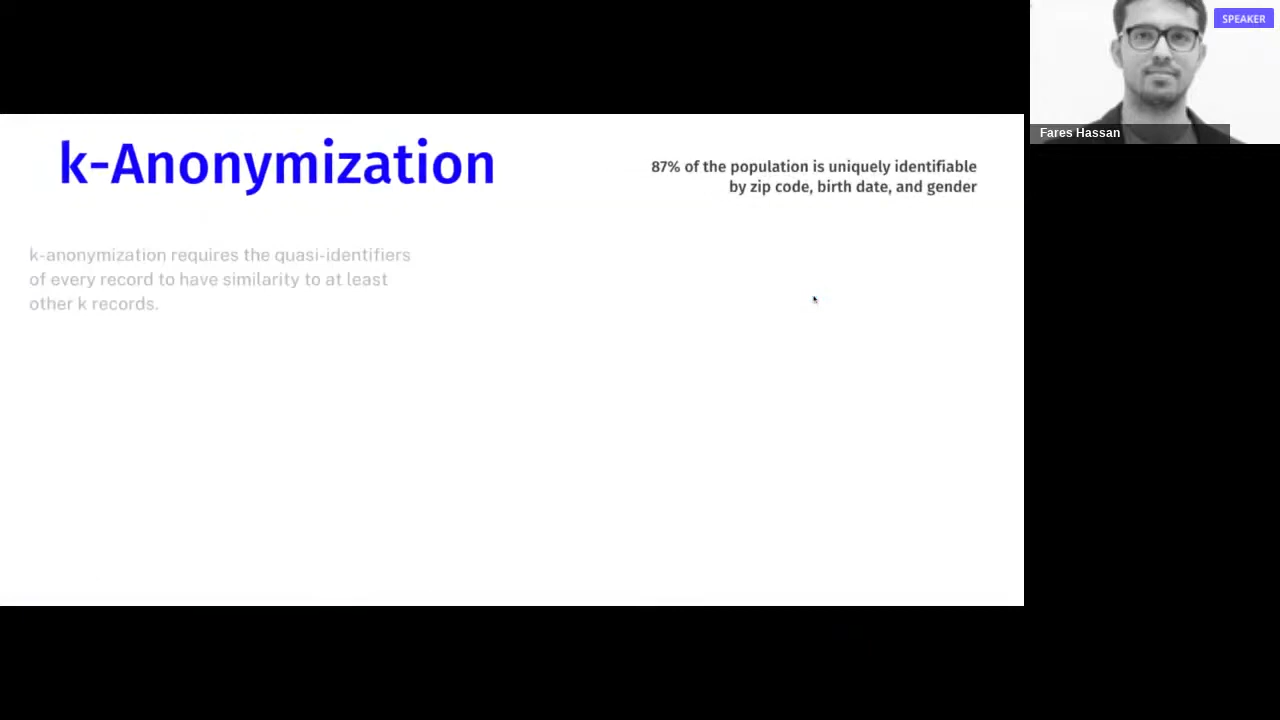 k-Anonymization
87% of the population is uniquely identifiable
by zip code, birth date, and gender
k-anonymization requires the quasi-identifiers
of every record to have similarity to at least
other k records.
SPEAKER
Fares Hassan